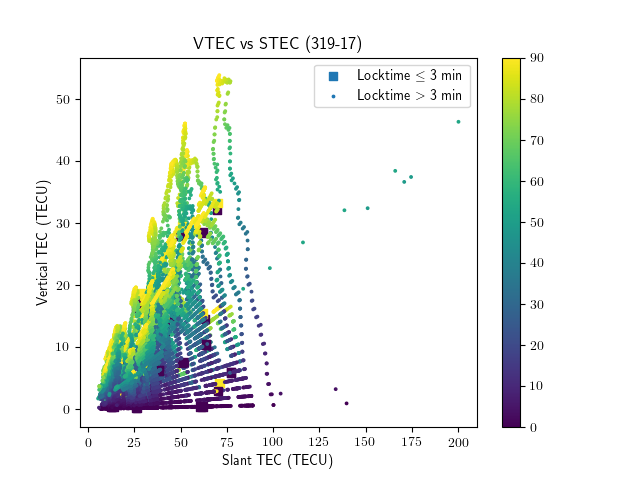 VTEC vs STEC (319-17)
Locktime ≤ 3 min
Locktime > 3 min
Vertical TEC (TECU)
50
40
30
20
10
0
0 25 50 75 100 125 150 175 200
Slant TEC (TECU)
90
80
70
60
50
40
30
20
10
0